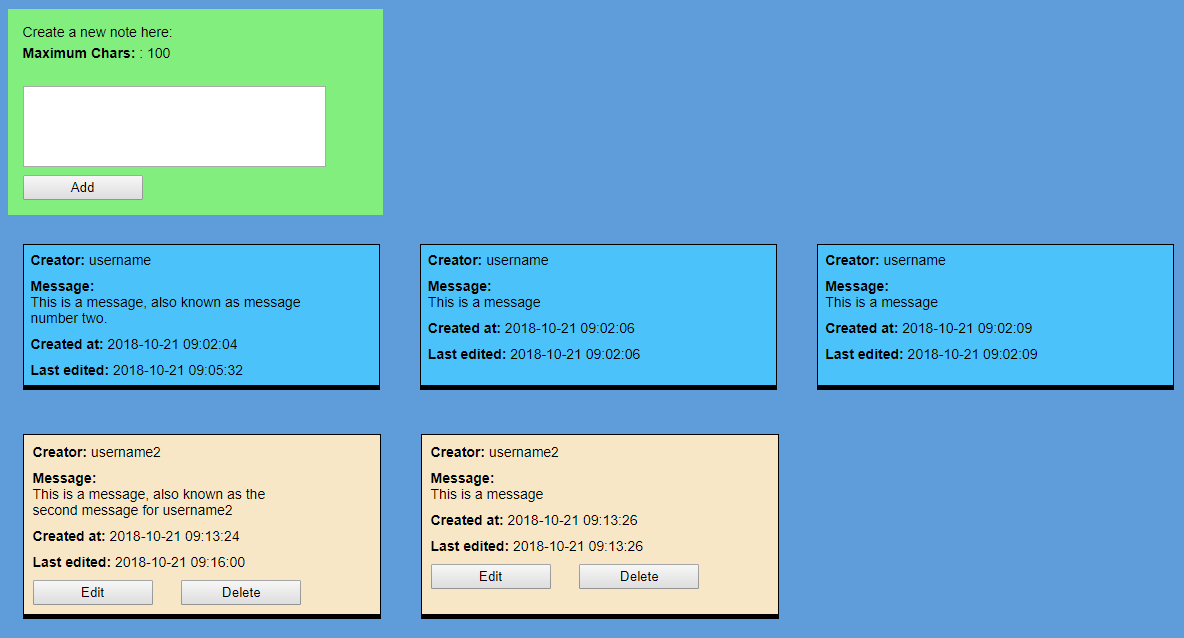 Create a new note here:
Maximum Chars: : 100
Add
Creator: username
Message:
This is a message, also known as message
number two.
Created at: 2018-10-21 09:02:04
Last edited: 2018-10-21 09:05:32
Creator: username
Message:
This is a message
Created at: 2018-10-21 09:02:06
Last edited: 2018-10-21 09:02:06
Creator: username
Message:
This is a message
Created at: 2018-10-21 09:02:09
Last edited: 2018-10-21 09:02:09
Creator: username2
Message:
This is a message, also known as the
second message for username2
Created at: 2018-10-21 09:13:24
Last edited: 2018-10-21 09:16:00
Edit Delete
Creator: username2
Message:
This is a message
Created at: 2018-10-21 09:13:26
Last edited: 2018-10-21 09:13:26
Edit Delete